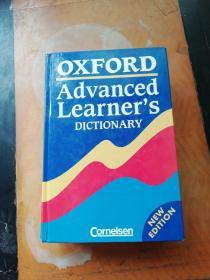 OXFORD
Advanced
Learner's
DICTIONARY
NEW
EDITION
Cornelsen